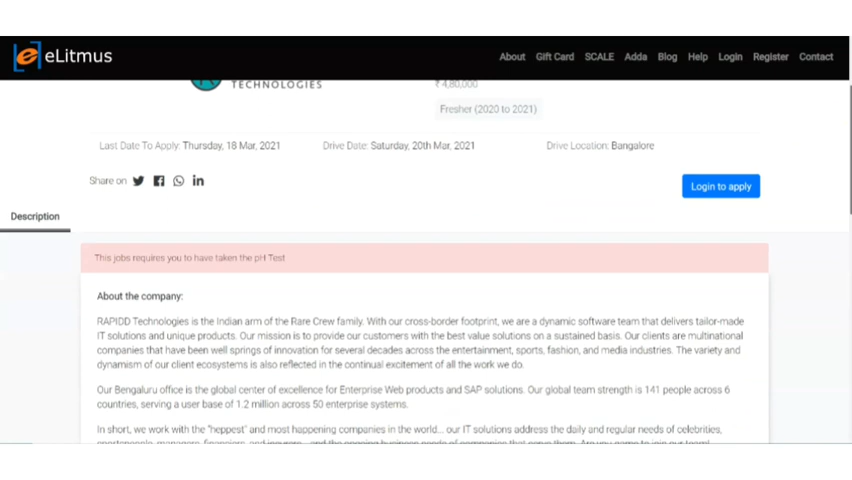 eLitmus
About Gift Card SCALE Adda Blog Help Login Register Contact
TECHNOLOGIES
₹ 4,80,000
Fresher (2020 to 2021)
Last Date To Apply: Thursday, 18 Mar, 2021 Drive Date: Saturday, 20th Mar, 2021 Drive Location: Bangalore
Share on
Login to apply
Description
This jobs requires you to have taken the pH Test
About the company:
RAPIDD Technologies is the Indian arm of the Rare Crew family. With our cross-border footprint, we are a dynamic software team that delivers tailor-made
IT solutions and unique products. Our mission is to provide our customers with the best value solutions on a sustained basis. Our clients are multinational
companies that have been well springs of innovation for several decades across the entertainment, sports, fashion, and media industries. The variety and
dynamism of our client ecosystems is also reflected in the continual excitement of all the work we do.
Our Bengaluru office is the global center of excellence for Enterprise Web products and SAP solutions. Our global team strength is 141 people across 6
countries, serving a user base of 1.2 million across 50 enterprise systems.
In short, we work with the "heppest" and most happening companies in the world... our IT solutions address the daily and regular needs of celebrities,